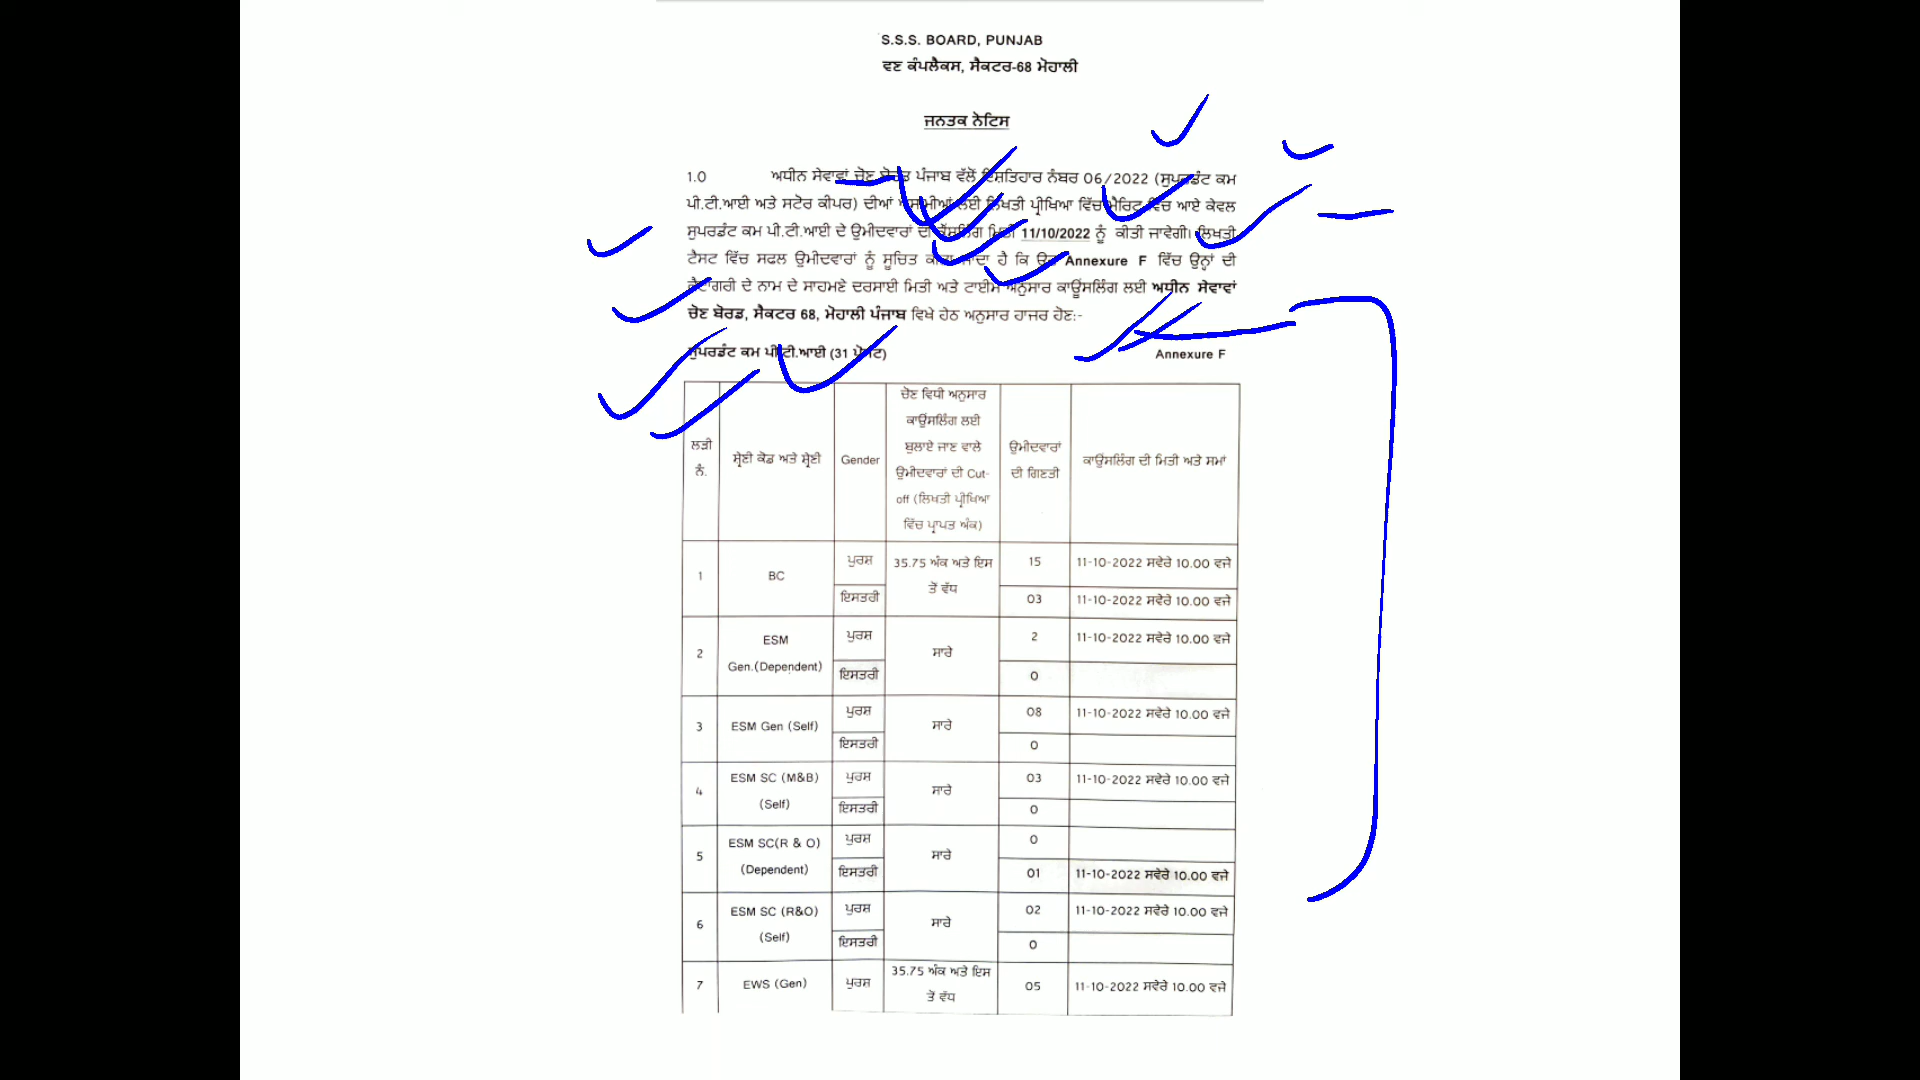 S.S.S. BOARD, PUNJAB
ਵਣ ਕੰਪਲੈਕਸ, ਸੈਕਟਰ-68 ਮੋਹਾਲੀ
ਜਨਤਕ ਨੋਟਿਸ
1.0 ਅਧੀਨ ਸੇਵਾਵਾਂ ਚੋਣ ਬੋਰਡ ਪੰਜਾਬ ਵੱਲੋਂ ਇਸ਼ਤਿਹਾਰ ਨੰਬਰ 06/2022 (ਸੁਪਰਡੰਟ ਕਮ
ਪੀ.ਟੀ.ਆਈ ਅਤੇ ਸਟੋਰ ਕੀਪਰ) ਦੀਆਂ ਅਸਾਮੀਆਂ ਲਈ ਲਿਖਤੀ ਪ੍ਰੀਖਿਆ ਵਿੱਚ ਮੈਰਿਟ ਵਿੱਚ ਆਏ ਕੇਵਲ
ਸੁਪਰਡੰਟ ਕਮ ਪੀ.ਟੀ.ਆਈ ਦੇ ਉਮੀਦਵਾਰਾਂ ਦੀ ਕੌਂਸਲਿੰਗ ਮਿਤੀ 11/10/2022 ਨੂੰ ਕੀਤੀ ਜਾਵੇਗੀ। ਲਿਖਤੀ
ਟੈਸਟ ਵਿੱਚ ਸਫਲ ਉਮੀਦਵਾਰਾਂ ਨੂੰ ਸੂਚਿਤ ਕੀਤਾ ਜਾਂਦਾ ਹੈ ਕਿ ਉਹ Annexure F ਵਿੱਚ ਉਨ੍ਹਾਂ ਦੀ
ਕੈਟਾਗਰੀ ਦੇ ਨਾਮ ਦੇ ਸਾਹਮਣੇ ਦਰਸਾਈ ਮਿਤੀ ਅਤੇ ਟਾਈਮ ਅਨੁਸਾਰ ਕਾਊਂਸਲਿੰਗ ਲਈ ਅਧੀਨ ਸੇਵਾਵਾਂ
ਚੋਣ ਬੋਰਡ, ਸੈਕਟਰ 68, ਮੋਹਾਲੀ ਪੰਜਾਬ ਵਿਖੇ ਹੇਠ ਅਨੁਸਾਰ ਹਾਜਰ ਹੋਣ:-
ਸੁਪਰਡੰਟ ਕਮ ਪੀ.ਟੀ.ਆਈ (31 ਪੋਸਟ) Annexure F
ਲੜੀ ਨੰ. ਸ਼੍ਰੇਣੀ ਕੋਡ ਅਤੇ ਸ਼੍ਰੇਣੀ Gender
ਚੋਣ ਵਿਧੀ ਅਨੁਸਾਰ
ਕਾਉਂਸਲਿੰਗ ਲਈ
ਬੁਲਾਏ ਜਾਣ ਵਾਲੇ
ਉਮੀਦਵਾਰਾਂ ਦੀ Cut-
off (ਲਿਖਤੀ ਪ੍ਰੀਖਿਆ
ਵਿੱਚ ਪ੍ਰਾਪਤ ਅੰਕ)
ਉਮੀਦਵਾਰਾਂ
ਦੀ ਗਿਣਤੀ
ਕਾਉਂਸਲਿੰਗ ਦੀ ਮਿਤੀ ਅਤੇ ਸਮਾਂ
1 BC ਪੁਰਸ਼ 35.75 ਅੰਕ ਅਤੇ ਇਸ ਤੋਂ ਵੱਧ 15 11-10-2022 ਸਵੇਰੇ 10.00 ਵਜੇ
ਇਸਤਰੀ 03 11-10-2022 ਸਵੇਰੇ 10.00 ਵਜੇ
2 ESM Gen.(Dependent) ਪੁਰਸ਼ ਸਾਰੇ 2 11-10-2022 ਸਵੇਰੇ 10.00 ਵਜੇ
ਇਸਤਰੀ 0
3 ESM Gen (Self) ਪੁਰਸ਼ ਸਾਰੇ 08 11-10-2022 ਸਵੇਰੇ 10.00 ਵਜੇ
ਇਸਤਰੀ 0
4 ESM SC (M&B) (Self) ਪੁਰਸ਼ ਸਾਰੇ 03 11-10-2022 ਸਵੇਰੇ 10.00 ਵਜੇ
ਇਸਤਰੀ 0
5 ESM SC(R & O) (Dependent) ਪੁਰਸ਼ ਸਾਰੇ 0
ਇਸਤਰੀ 01 11-10-2022 ਸਵੇਰੇ 10.00 ਵਜੇ
6 ESM SC (R&O) (Self) ਪੁਰਸ਼ ਸਾਰੇ 02 11-10-2022 ਸਵੇਰੇ 10.00 ਵਜੇ
ਇਸਤਰੀ 0
7 EWS (Gen) ਪੁਰਸ਼ 35.75 ਅੰਕ ਅਤੇ ਇਸ ਤੋਂ ਵੱਧ 05 11-10-2022 ਸਵੇਰੇ 10.00 ਵਜੇ